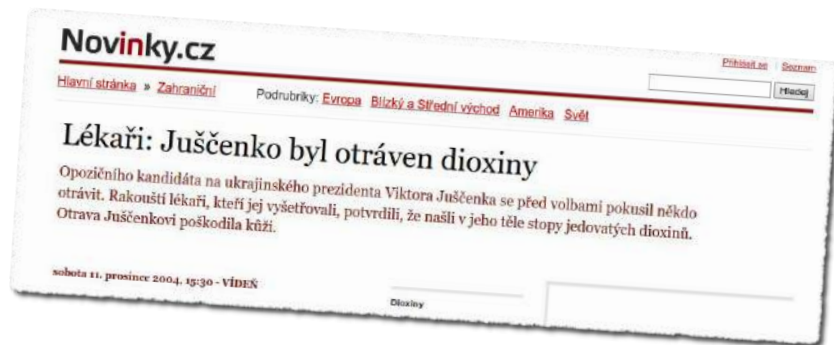 Novinky.cz
Přihlásit se Seznam
Hledej
Hlavní stránka » Zahraniční Podrubriky: Evropa Blízký a Střední východ Amerika Svět
Lékaři: Juščenko byl otráven dioxiny
Opozičního kandidáta na ukrajinského prezidenta Viktora Juščenka se před volbami pokusil někdo
otrávit. Rakouští lékaři, kteří jej vyšetřovali, potvrdili, že našli v jeho těle stopy jedovatých dioxinů.
Otrava Juščenkovi poškodila kůži.
sobota 11. prosince 2004, 15:30 - VÍDEŇ
Dioxiny